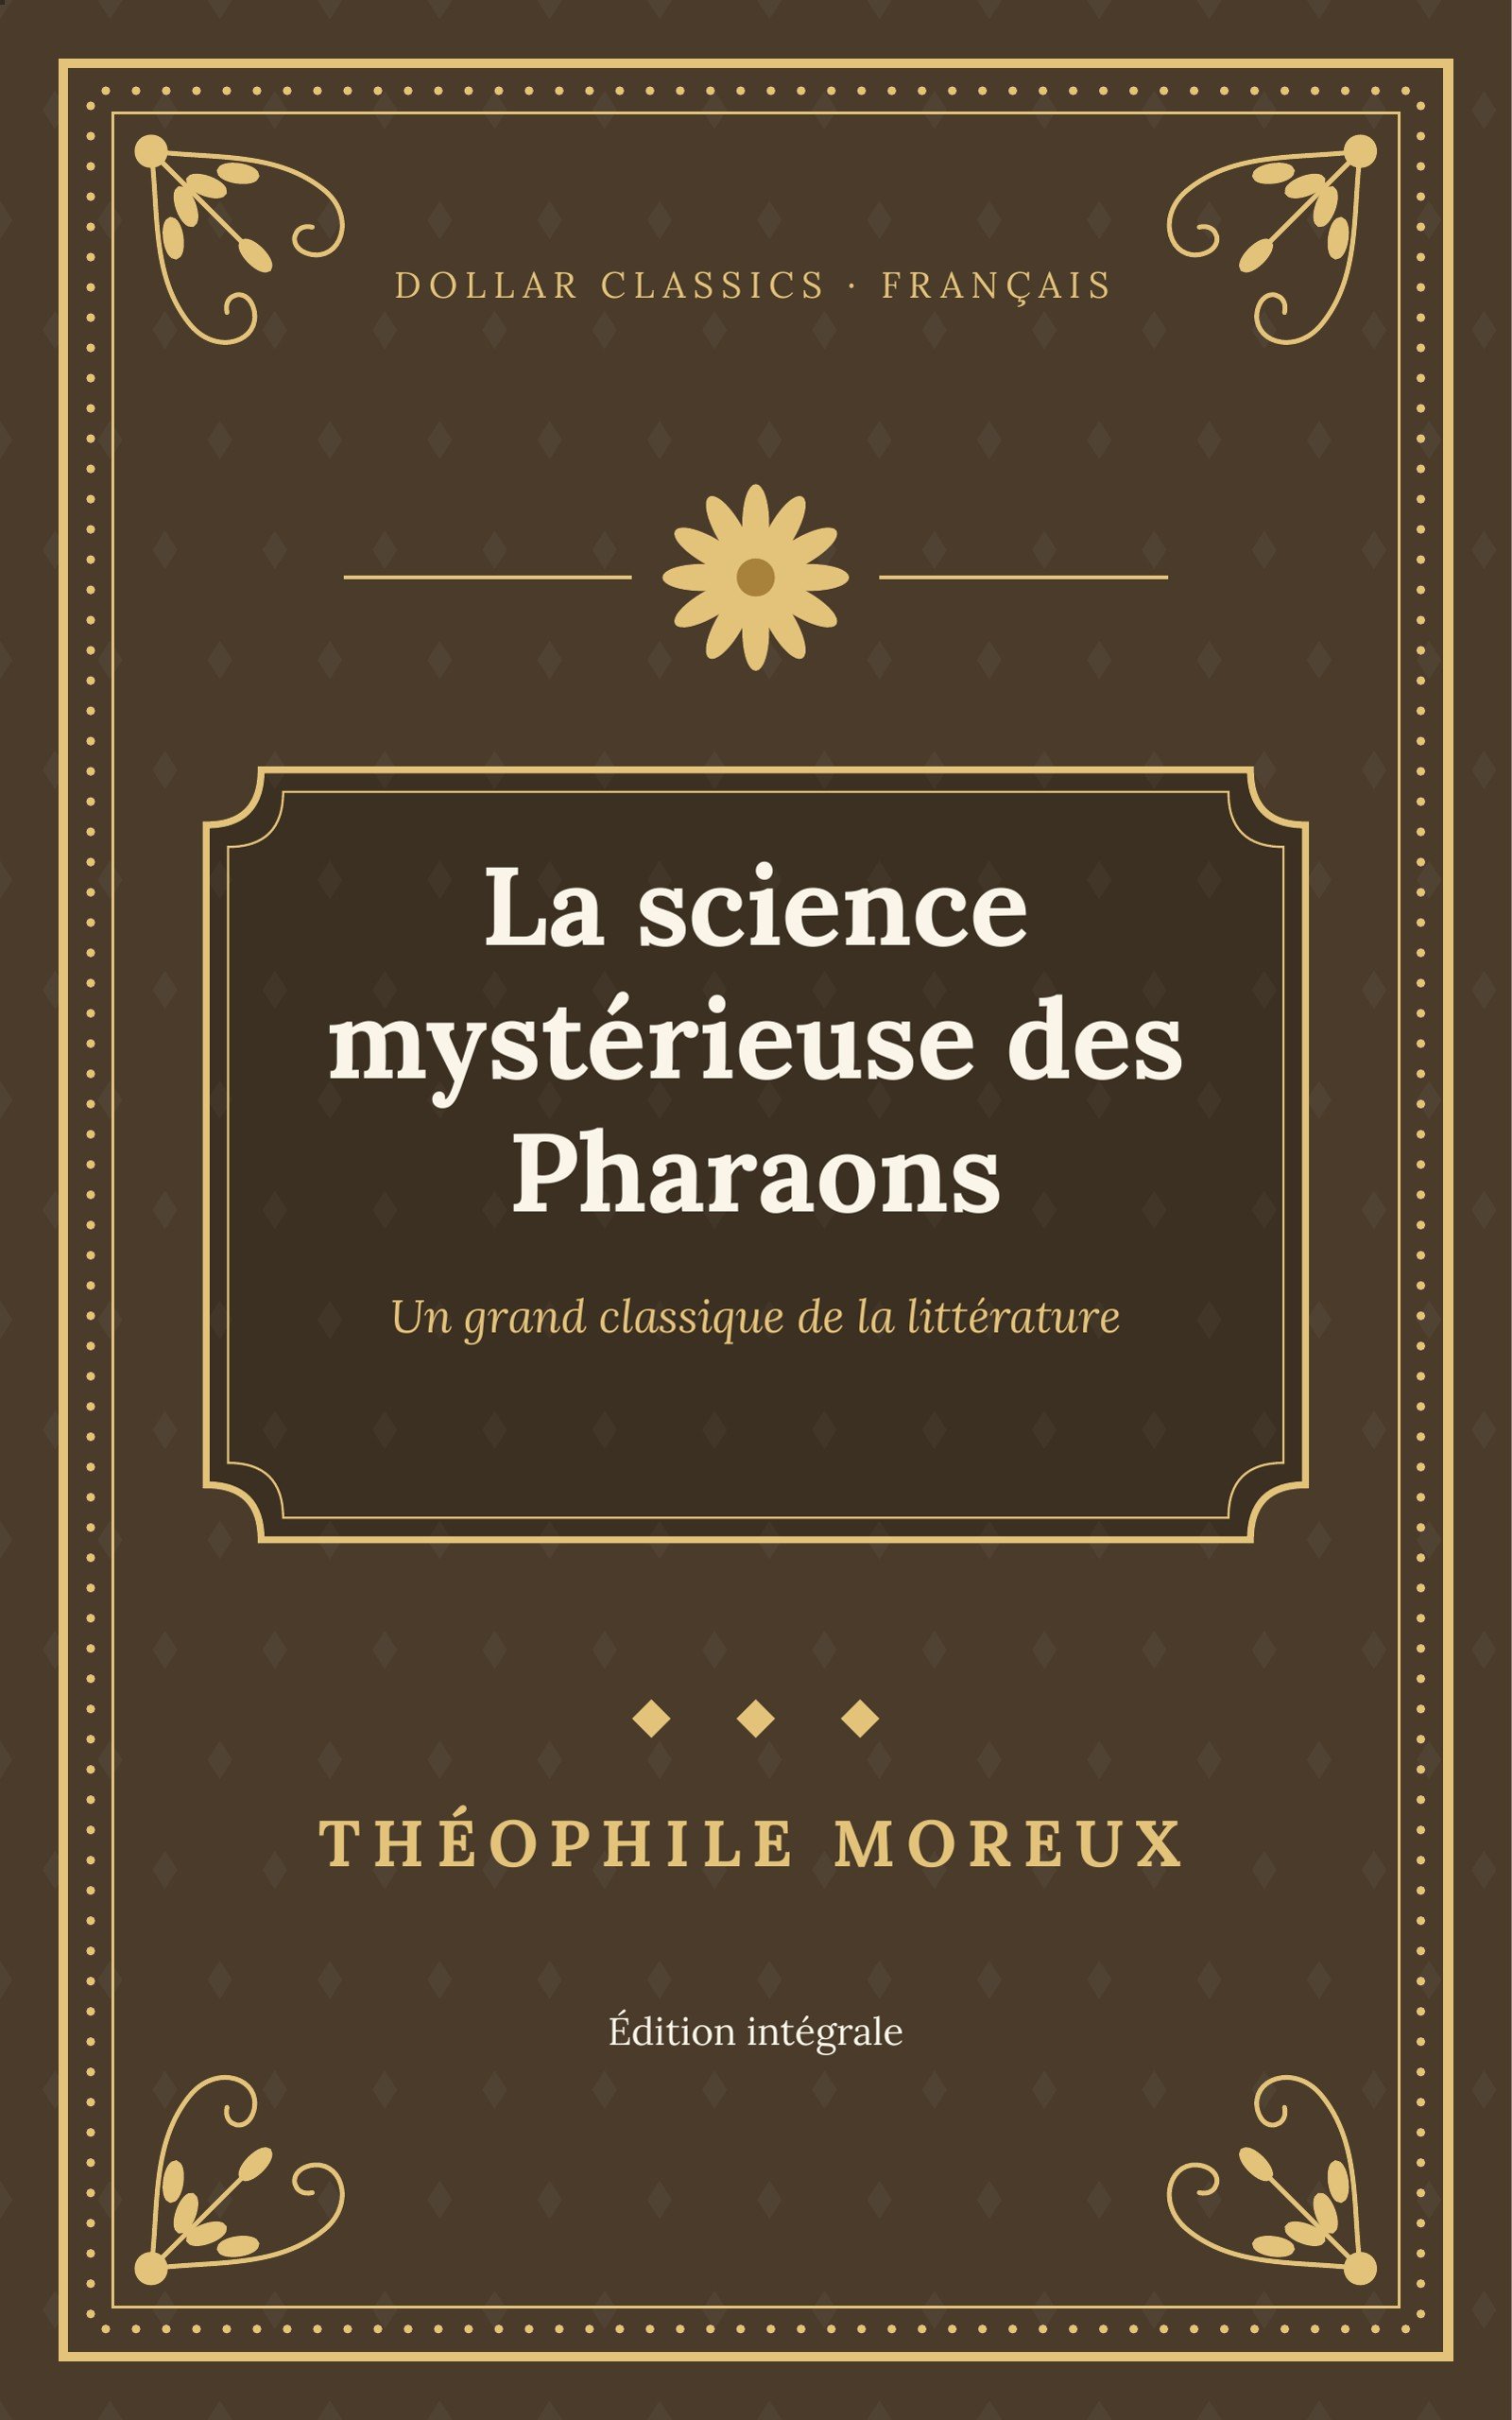 DOLLAR CLASSICS · FRANÇAIS
La science
mystérieuse des
Pharaons
Un grand classique de la littérature
THÉOPHILE MOREUX
Édition intégrale